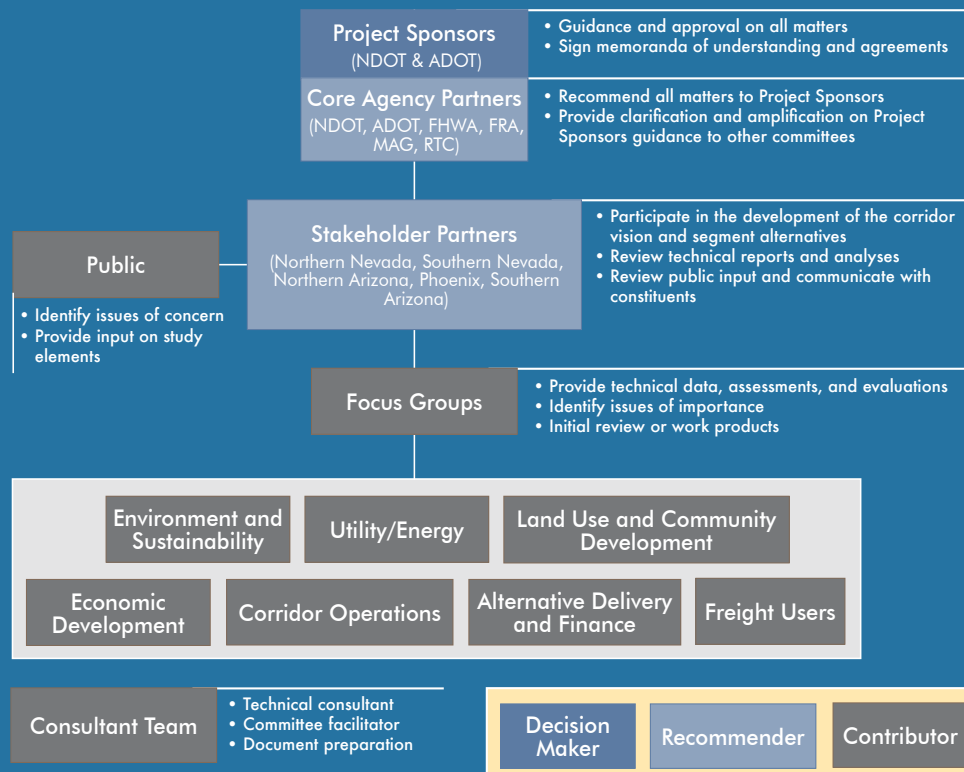 Project Sponsors
(NDOT & ADOT)
• Guidance and approval on all matters
• Sign memoranda of understanding and agreements
Core Agency Partners
(NDOT, ADOT, FHWA, FRA,
MAG, RTC)
• Recommend all matters to Project Sponsors
• Provide clarification and amplification on Project
Sponsors guidance to other committees
Stakeholder Partners
(Northern Nevada, Southern Nevada,
Northern Arizona, Phoenix, Southern
Arizona)
• Participate in the development of the corridor
vision and segment alternatives
• Review technical reports and analyses
• Review public input and communicate with
constituents
Public
• Identify issues of concern
• Provide input on study
elements
Focus Groups
• Provide technical data, assessments, and evaluations
• Identify issues of importance
• Initial review or work products
Environment and
Sustainability
Utility/Energy
Land Use and Community
Development
Economic
Development
Corridor Operations
Alternative Delivery
and Finance
Freight Users
Consultant Team
• Technical consultant
• Committee facilitator
• Document preparation
Decision
Maker
Recommender
Contributor